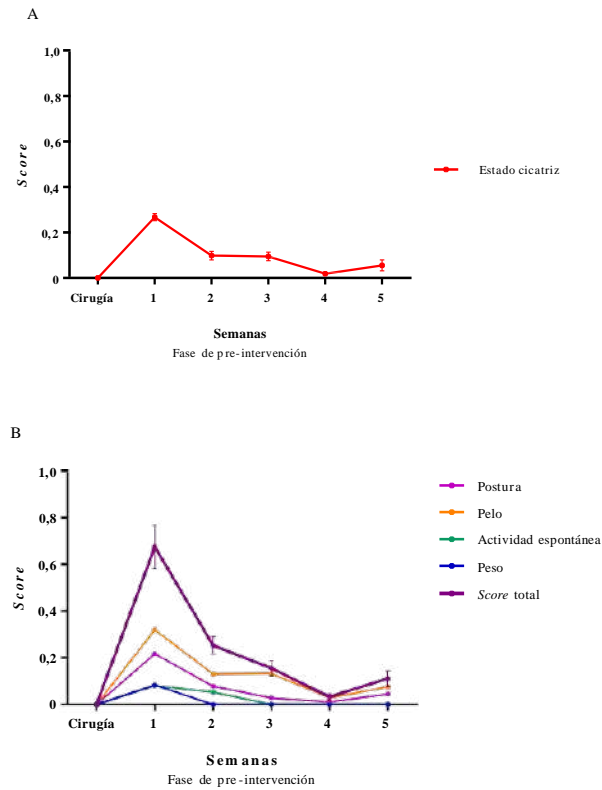 A
1,0
0,8
0,6
0,4
0,2
0
Score
Cirugía 1 2 3 4 5
Semanas
Fase de pre-intervención
Estado cicatriz
B
1,0
0,8
0,6
0,4
0,2
0
Score
Cirugía 1 2 3 4 5
Semanas
Fase de pre-intervención
Postura
Pelo
Actividad espontánea
Peso
Score total